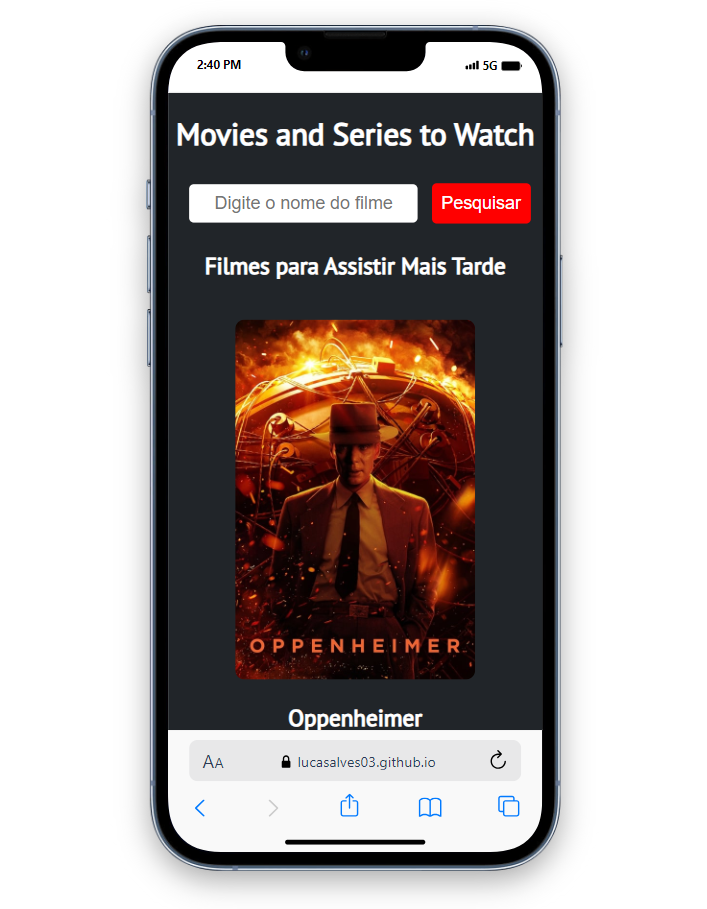 2:40 PM 5G
Movies and Series to Watch
Digite o nome do filme Pesquisar
Filmes para Assistir Mais Tarde
OPPENHEIMER
Oppenheimer
AA lucasalves03.github.io